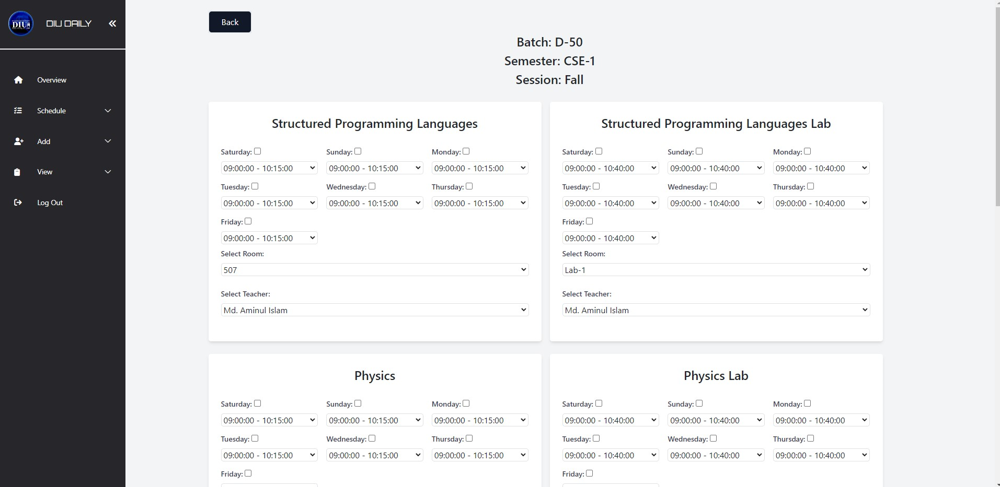 DIU
DIU DAILY
Overview
Schedule
Add
View
Log Out
Back
Batch: D-50
Semester: CSE-1
Session: Fall
Structured Programming Languages
Saturday: Sunday: Monday:
09:00:00 - 10:15:00 09:00:00 - 10:15:00 09:00:00 - 10:15:00
Tuesday: Wednesday: Thursday:
09:00:00 - 10:15:00 09:00:00 - 10:15:00 09:00:00 - 10:15:00
Friday:
09:00:00 - 10:15:00
Select Room:
507
Select Teacher:
Md. Aminul Islam
Structured Programming Languages Lab
Saturday: Sunday: Monday:
09:00:00 - 10:40:00 09:00:00 - 10:40:00 09:00:00 - 10:40:00
Tuesday: Wednesday: Thursday:
09:00:00 - 10:40:00 09:00:00 - 10:40:00 09:00:00 - 10:40:00
Friday:
09:00:00 - 10:40:00
Select Room:
Lab-1
Select Teacher:
Md. Aminul Islam
Physics
Saturday: Sunday: Monday:
09:00:00 - 10:15:00 09:00:00 - 10:15:00 09:00:00 - 10:15:00
Tuesday: Wednesday: Thursday:
09:00:00 - 10:15:00 09:00:00 - 10:15:00 09:00:00 - 10:15:00
Friday:
Physics Lab
Saturday: Sunday: Monday:
09:00:00 - 10:40:00 09:00:00 - 10:40:00 09:00:00 - 10:40:00
Tuesday: Wednesday: Thursday:
09:00:00 - 10:40:00 09:00:00 - 10:40:00 09:00:00 - 10:40:00
Friday: